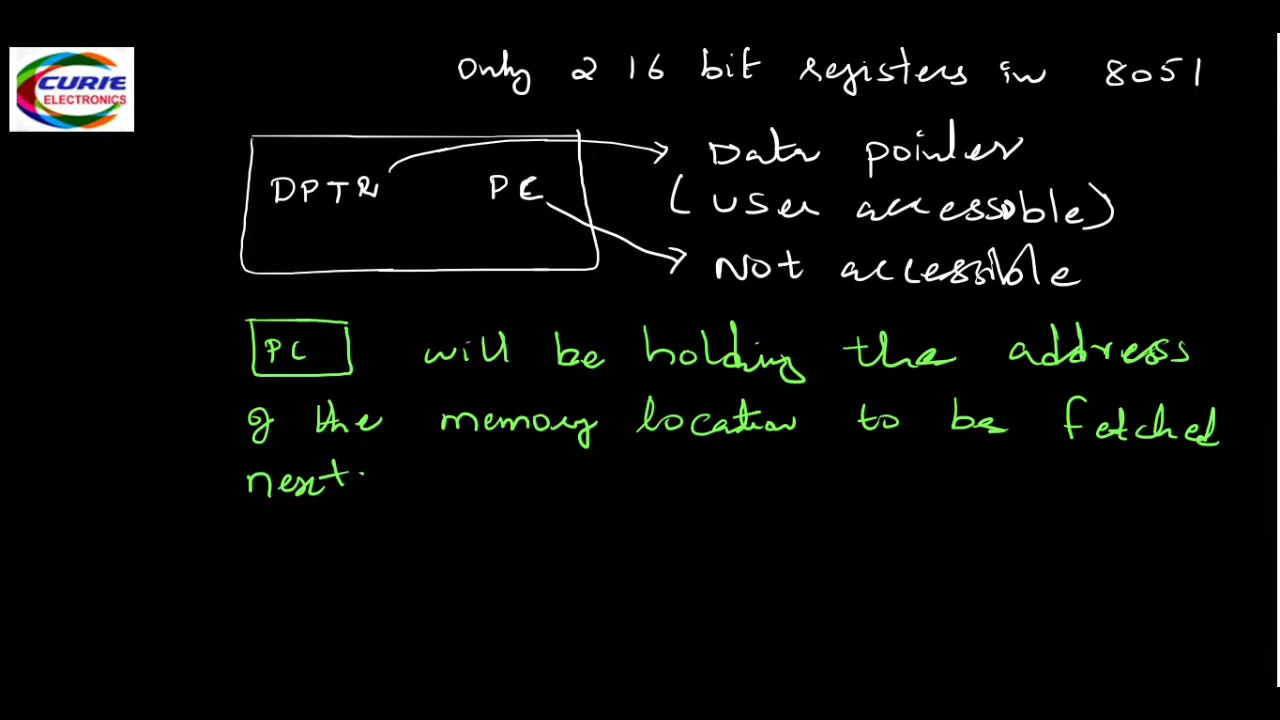 CURIE
ELECTRONICS
Only 2 16 bit registers in 8051
DPTR PC
Data pointer
(User accessible)
Not accessible
PC will be holding the address
of the memory location to be fetched
next.